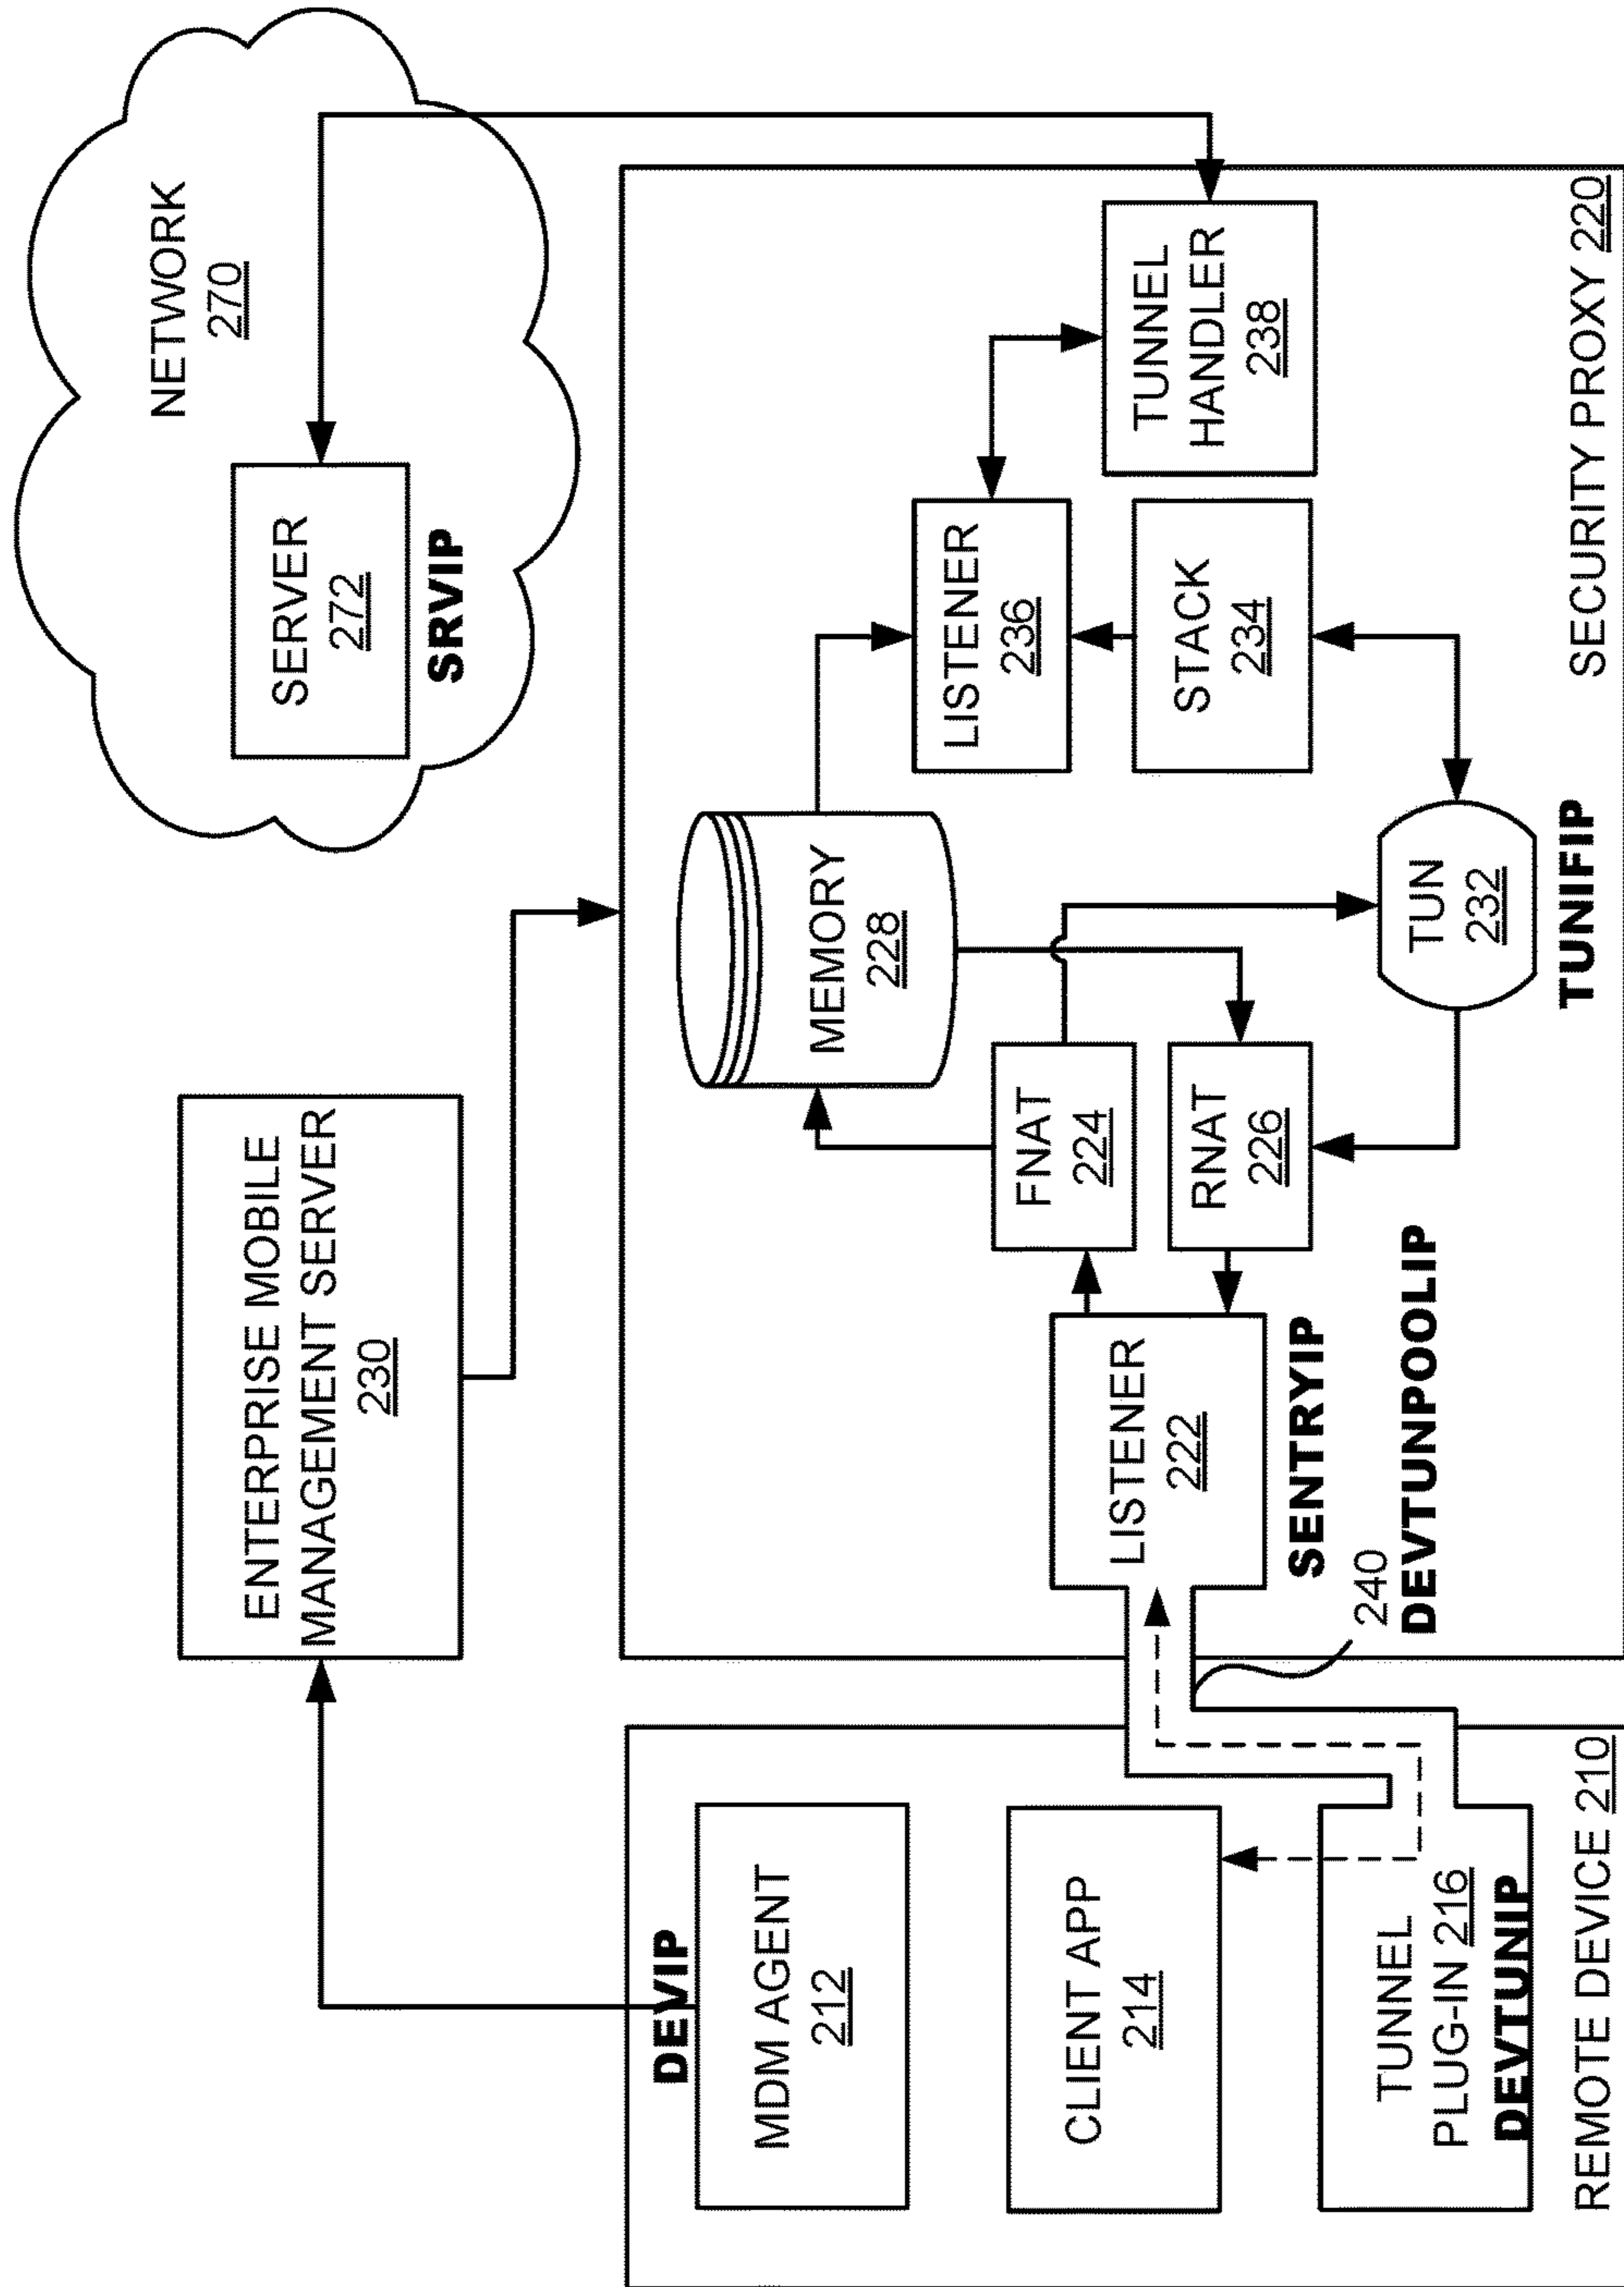 DEVIP
MDM AGENT
212
CLIENT APP
214
TUNNEL
PLUG-IN 216
DEVTUNIP
REMOTE DEVICE 210
ENTERPRISE MOBILE
MANAGEMENT SERVER
230
NETWORK
270
SERVER
272
SRVIP
LISTENER
222
SENTRYIP
240
DEVTUNPOOLIP
FNAT
224
RNAT
226
MEMORY
228
TUN
232
TUNIFIP
LISTENER
236
STACK
234
TUNNEL
HANDLER
238
SECURITY PROXY 220